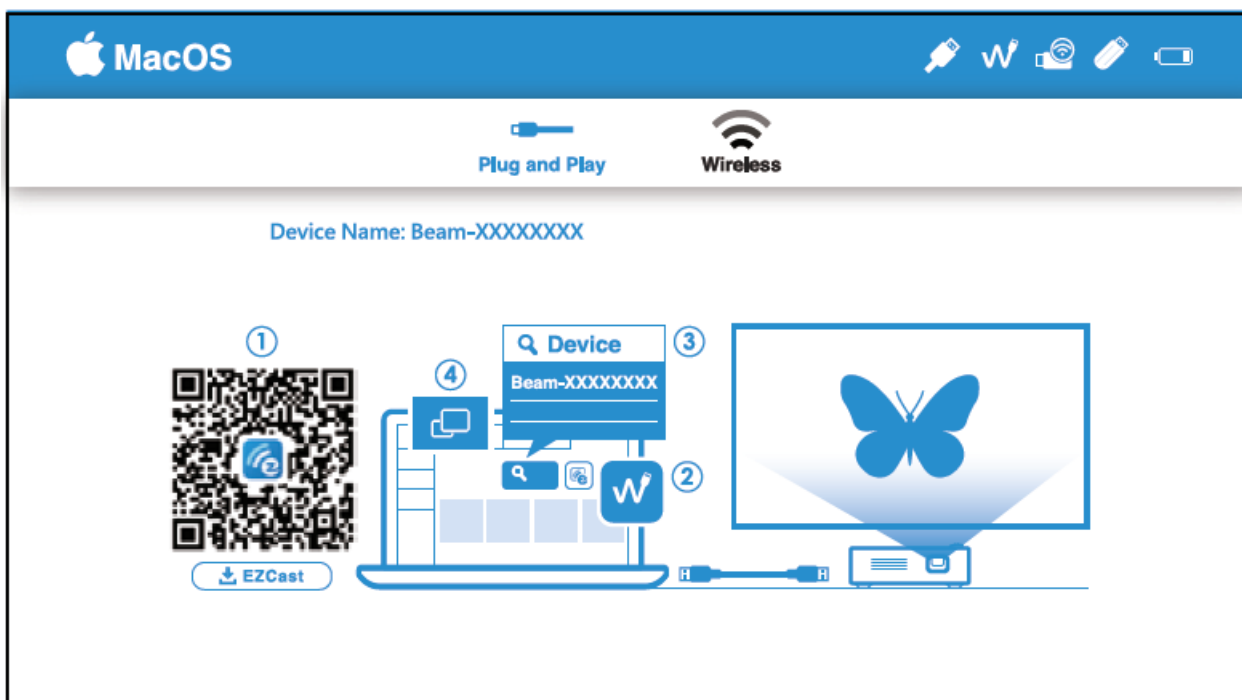 MacOS
Plug and Play
Wireless
Device Name: Beam-XXXXXXXX
①
③
Device
④
Beam-XXXXXXXX
②
EZCast
H
H